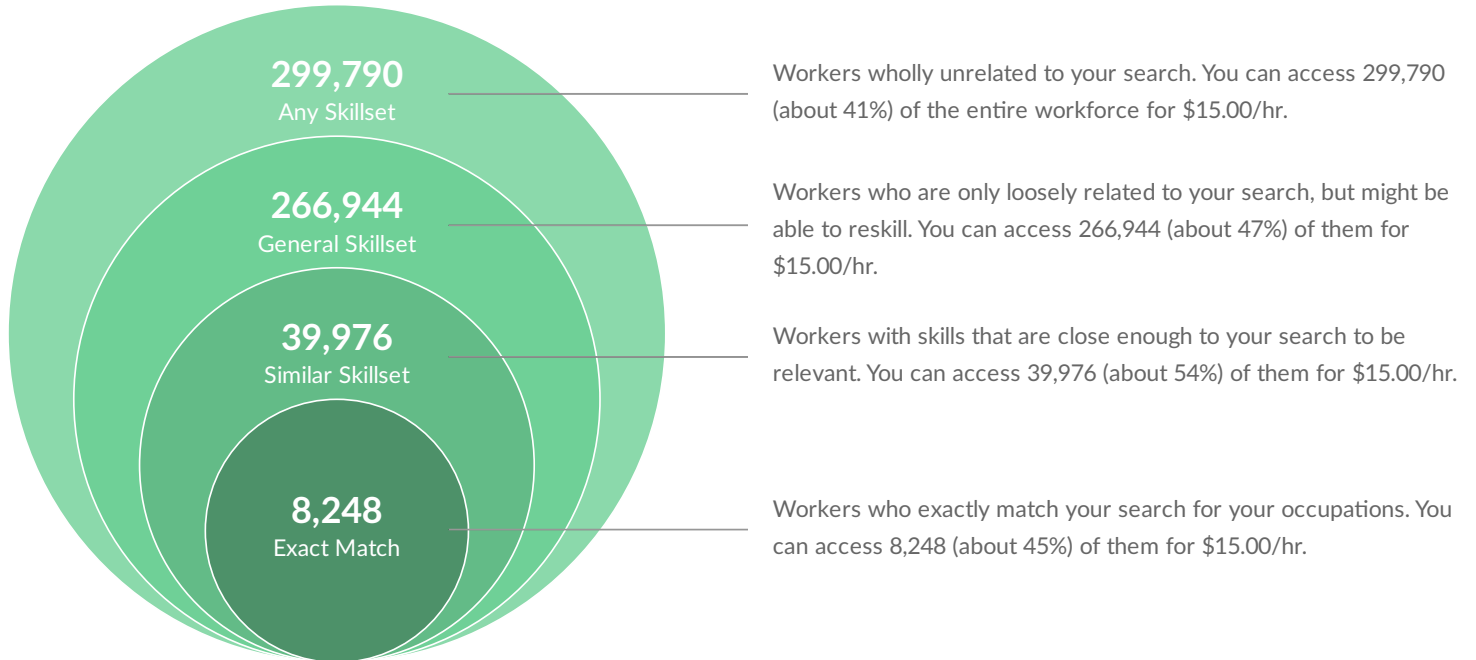 299,790
Any Skillset
Workers wholly unrelated to your search. You can access 299,790
(about 41%) of the entire workforce for $15.00/hr.
266,944
General Skillset
Workers who are only loosely related to your search, but might be
able to reskill. You can access 266,944 (about 47%) of them for
$15.00/hr.
39,976
Similar Skillset
Workers with skills that are close enough to your search to be
relevant. You can access 39,976 (about 54%) of them for $15.00/hr.
8,248
Exact Match
Workers who exactly match your search for your occupations. You
can access 8,248 (about 45%) of them for $15.00/hr.